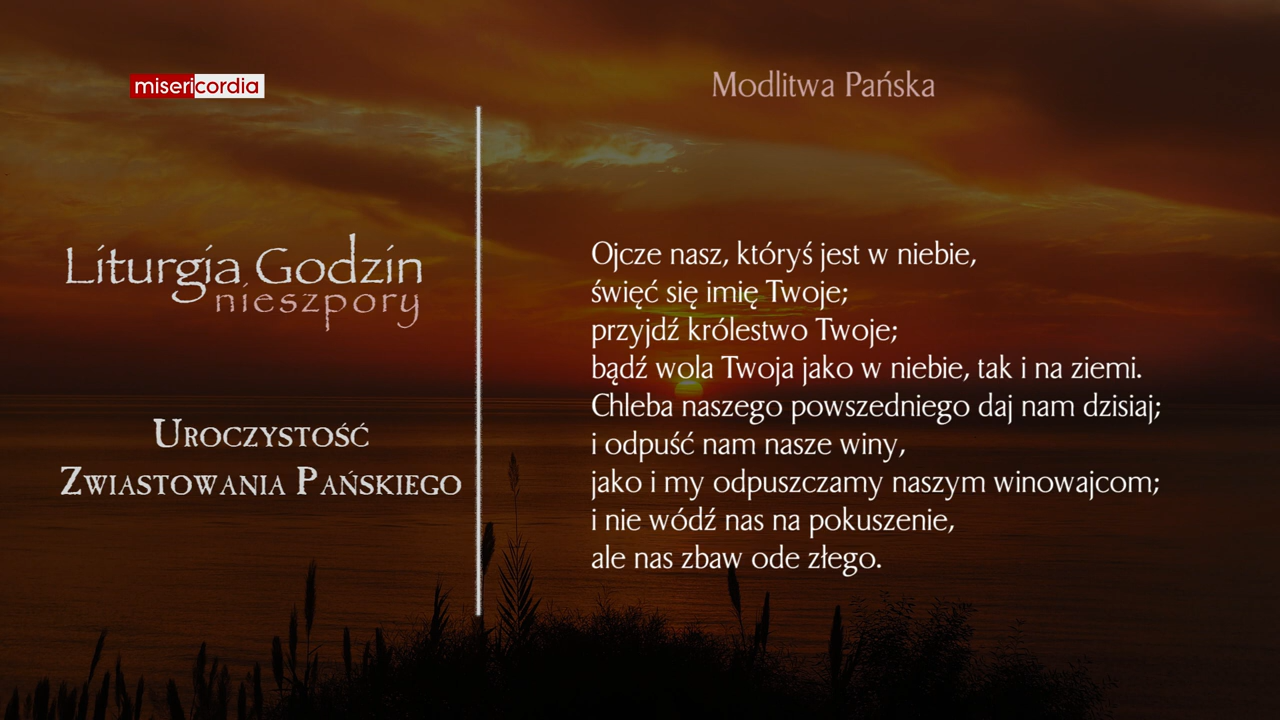 misericordia
Liturgia Godzin
nieszpory
Uroczystość
Zwiastowania Pańskiego
Modlitwa Pańska
Ojcze nasz, któryś jest w niebie,
święć się imię Twoje;
przyjdź królestwo Twoje;
bądź wola Twoja jako w niebie, tak i na ziemi.
Chleba naszego powszedniego daj nam dzisiaj;
i odpuść nam nasze winy,
jako i my odpuszczamy naszym winowajcom;
i nie wódź nas na pokuszenie,
ale nas zbaw ode złego.